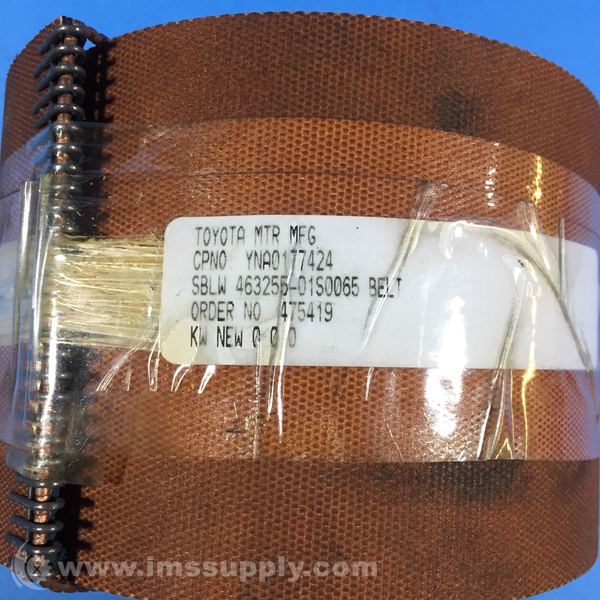 TOYOTA MTR MFG
CPNO YNA0177424
SBLW 463256-01S0065 BELT
ORDER NO 475419
KW NEW 0 0
www.imssupply.com